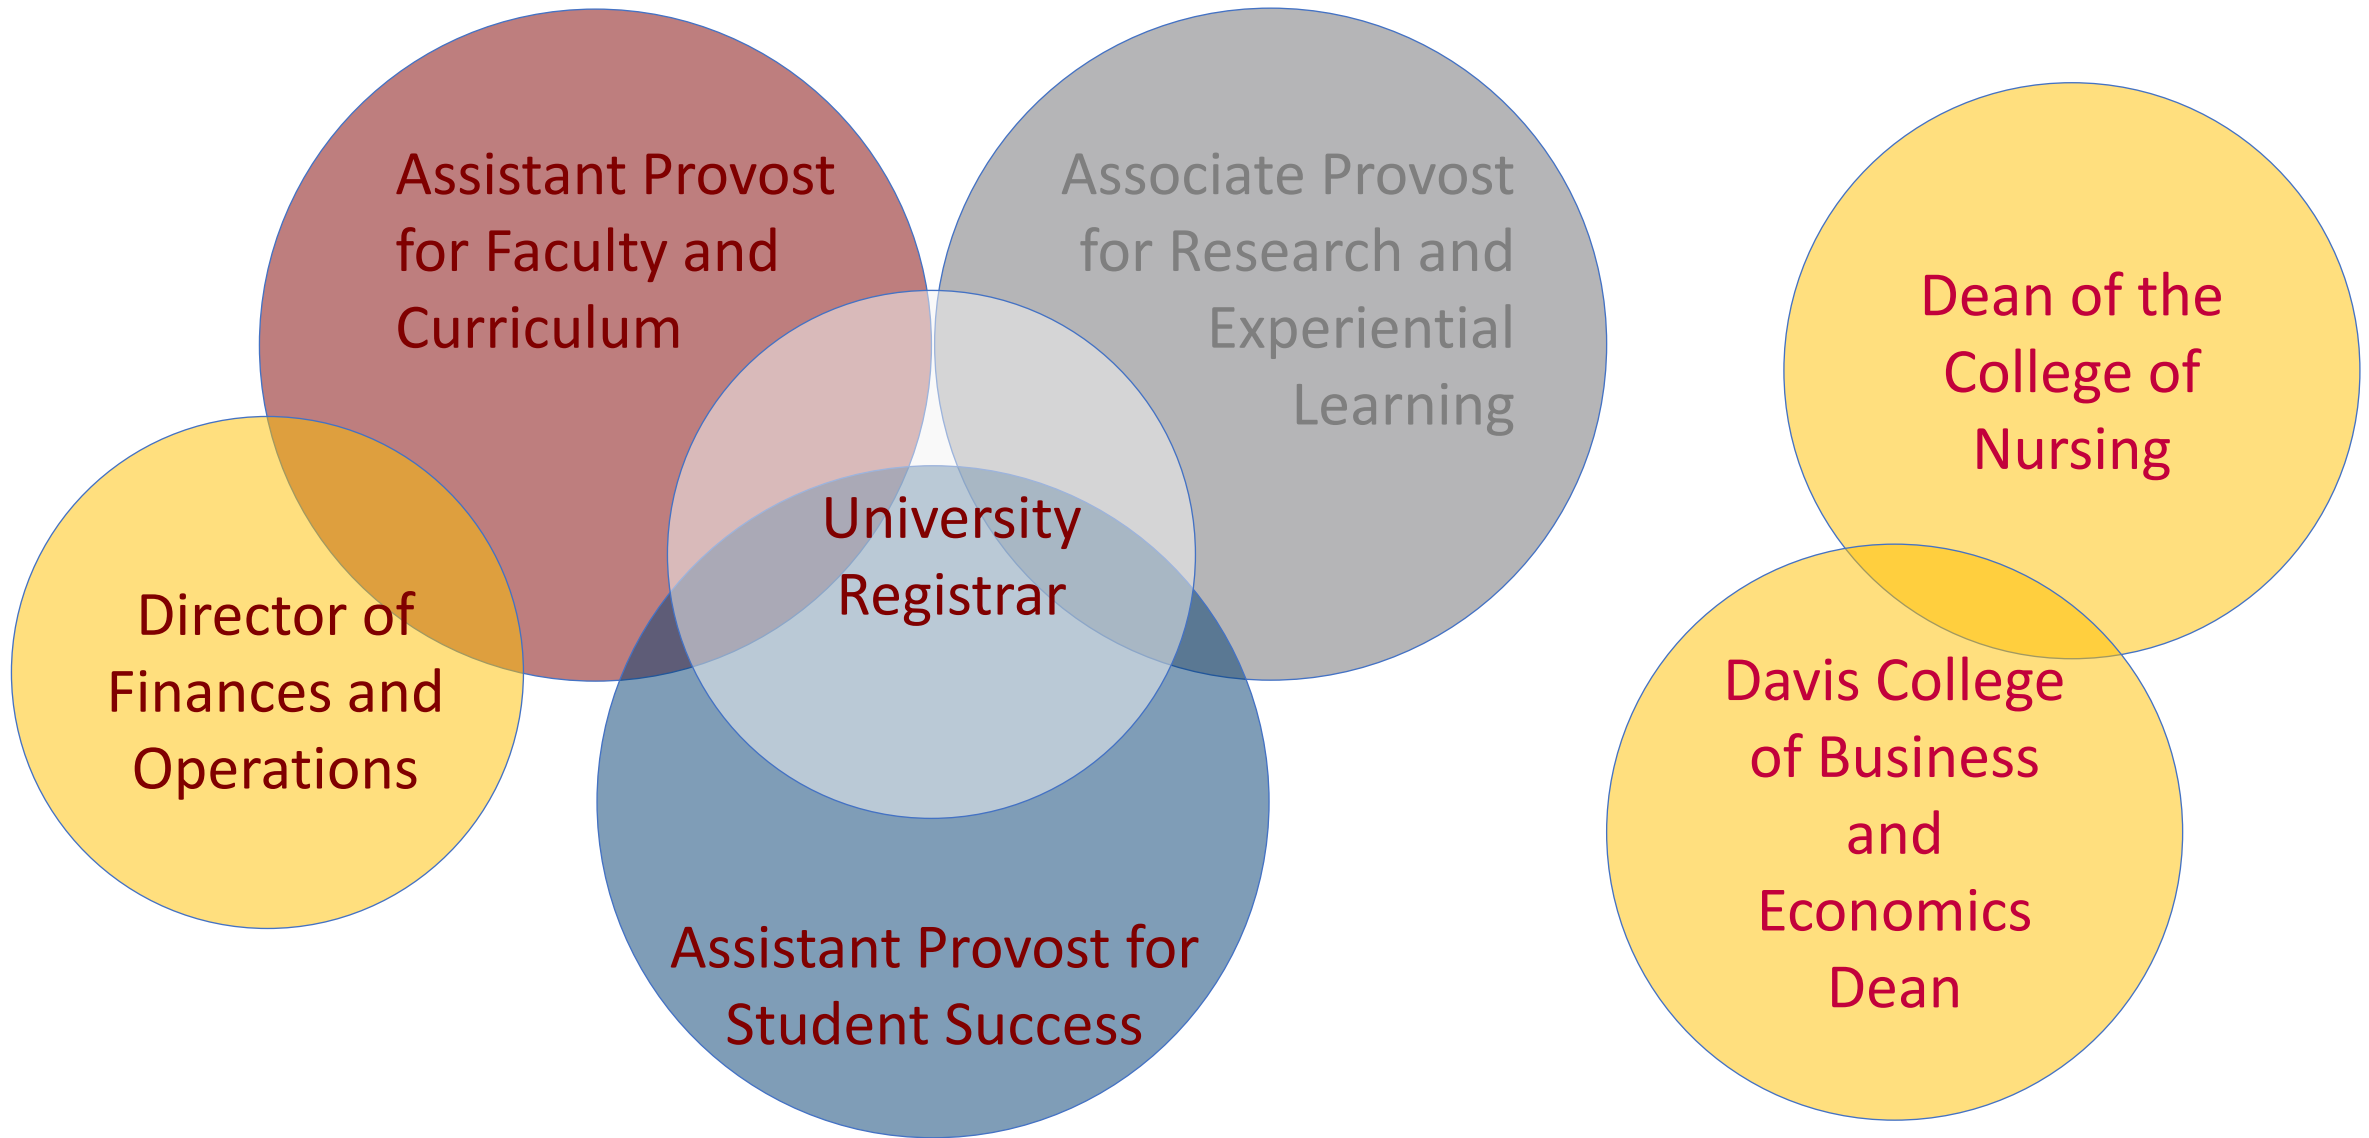 Assistant Provost
for Faculty and
Curriculum
Associate Provost
for Research and
Experiential
Learning
Dean of the
College of
Nursing
University
Registrar
Director of
Finances and
Operations
Davis College
of Business
and
Economics
Dean
Assistant Provost for
Student Success